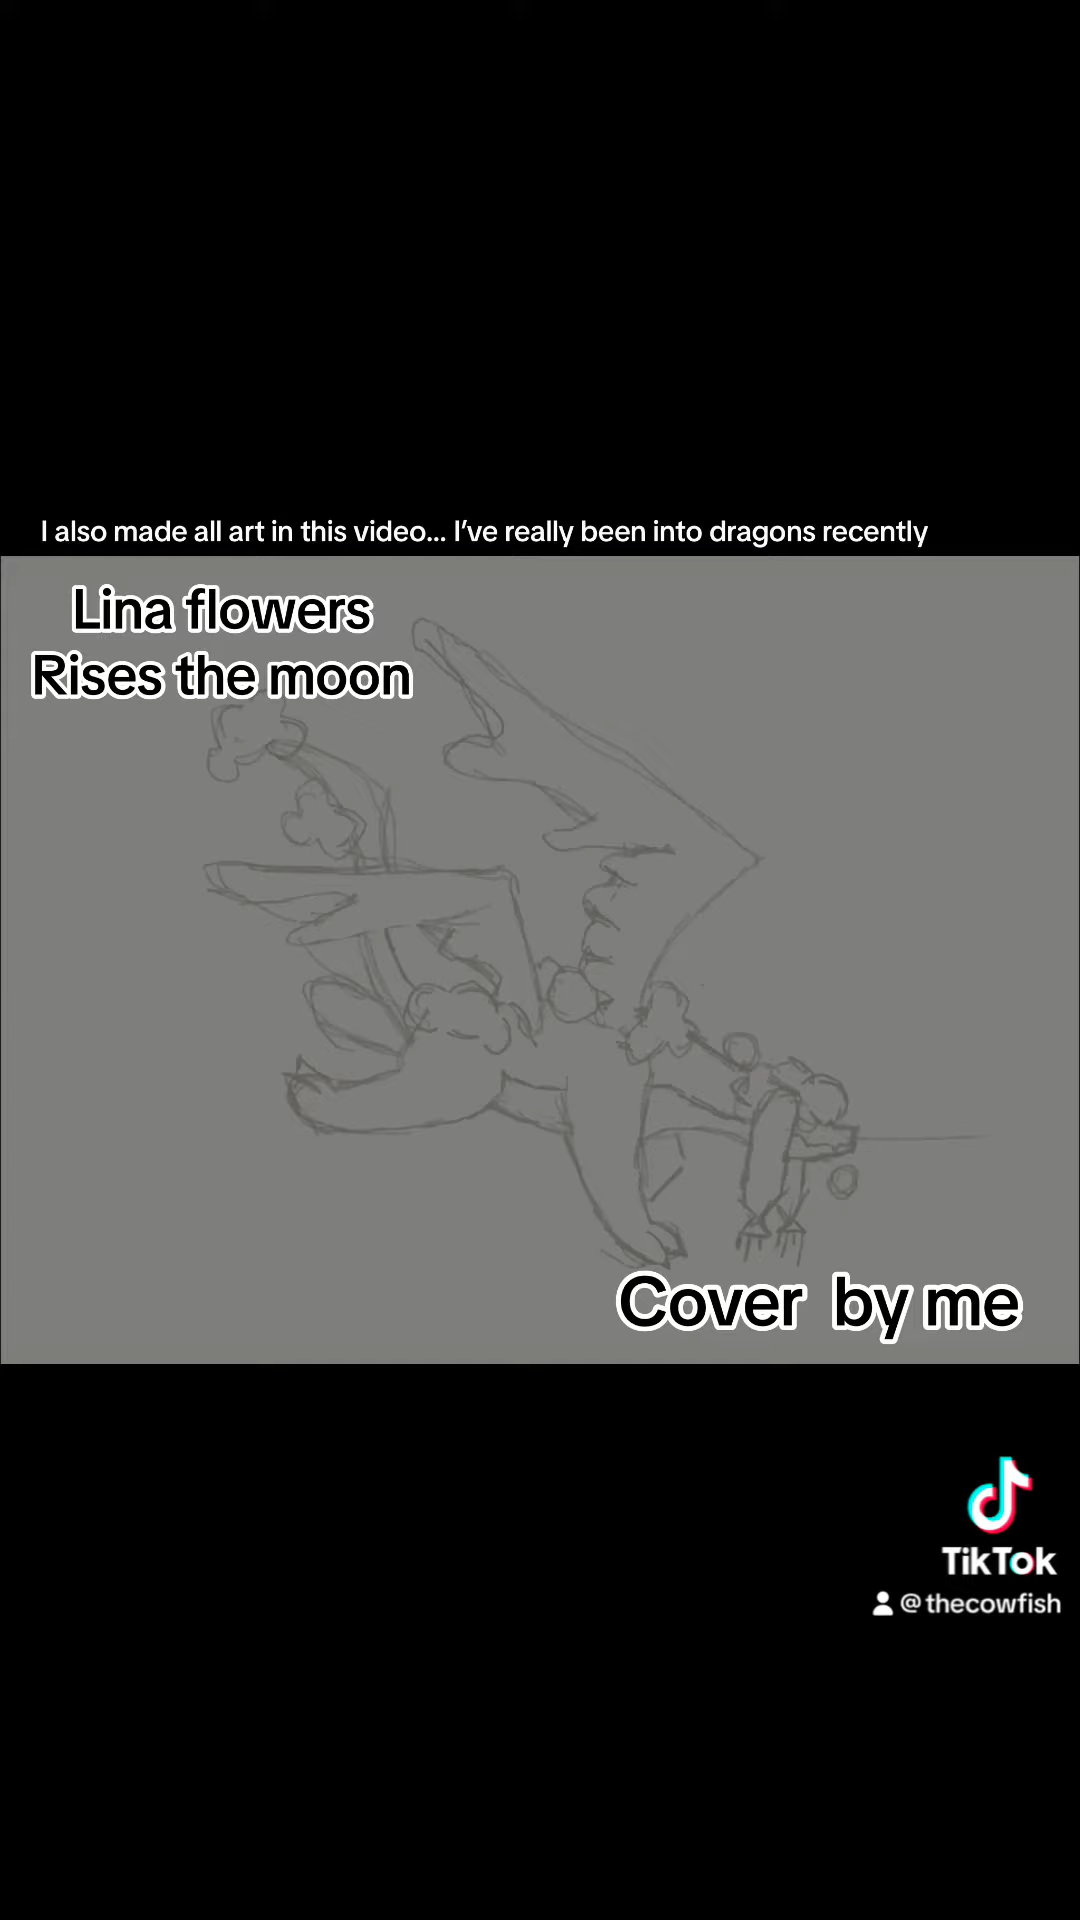 I also made all art in this video... I’ve really been into dragons recently
Lina flowers
Rises the moon
Cover by me
TikTok
@thecowfish